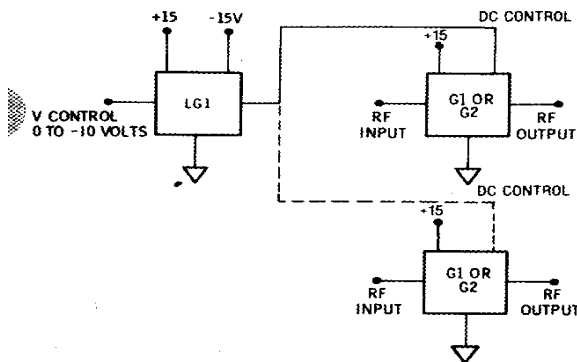 +15
-15V
DC CONTROL
+15
LG1
G1 OR
G2
V CONTROL
0 TO -10 VOLTS
RF
INPUT
RF
OUTPUT
DC CONTROL
+15
G1 OR
G2
RF
INPUT
RF
OUTPUT